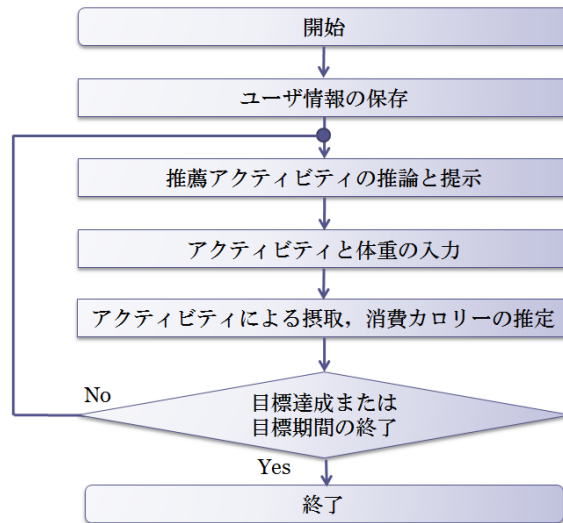 開始
ユーザ情報の保存
推薦アクティビティの推論と提示
アクティビティと体重の入力
アクティビティによる摂取，消費カロリーの推定
No
目標達成または
目標期間の終了
Yes
終了